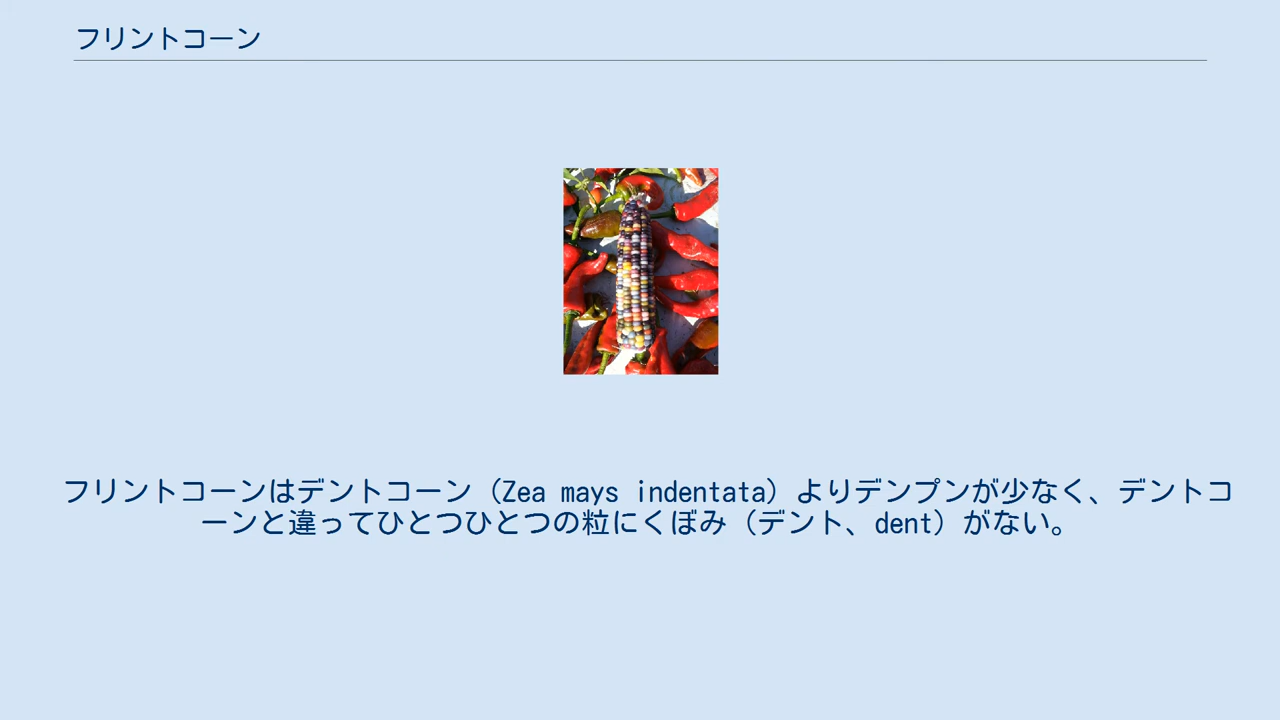 フリントコーン
フリントコーンはデントコーン（Zea mays indentata）よりデンプンが少なく、デントコ
ーンと違ってひとつひとつの粒にくぼみ（デント、dent）がない。